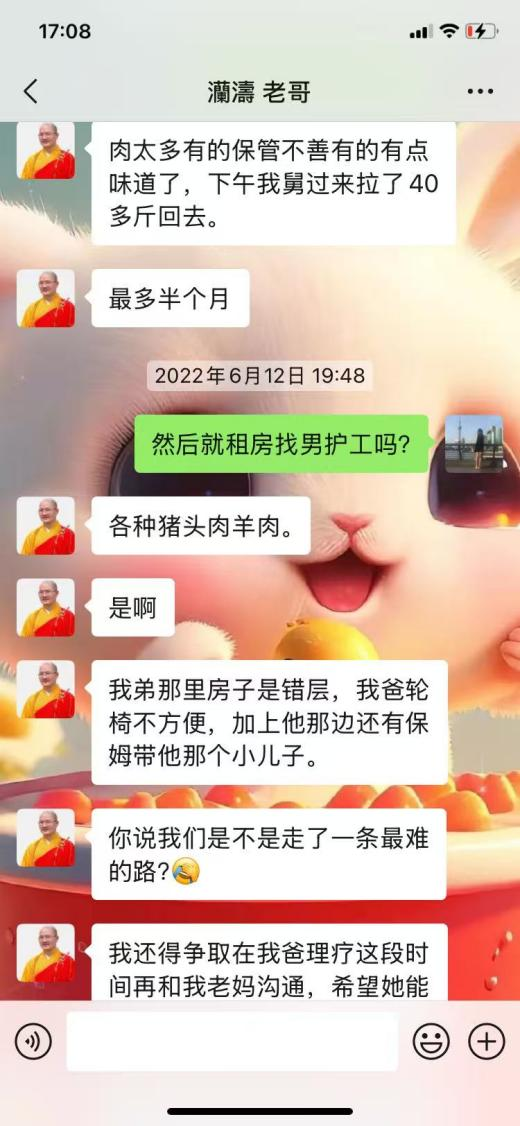 17:08
灡濤 老哥
肉太多有的保管不善有的有点
味道了，下午我舅过来拉了40
多斤回去。
最多半个月
2022年6月12日 19:48
然后就租房找男护工吗?
各种猪头肉羊肉。
是啊
我弟那里房子是错层，我爸轮
椅不方便，加上他那边还有保
姆带他那个小儿子。
你说我们是不是走了一条最难
的路?🤣
我还得争取在我爸理疗这段时
间再和我老妈沟通，希望她能